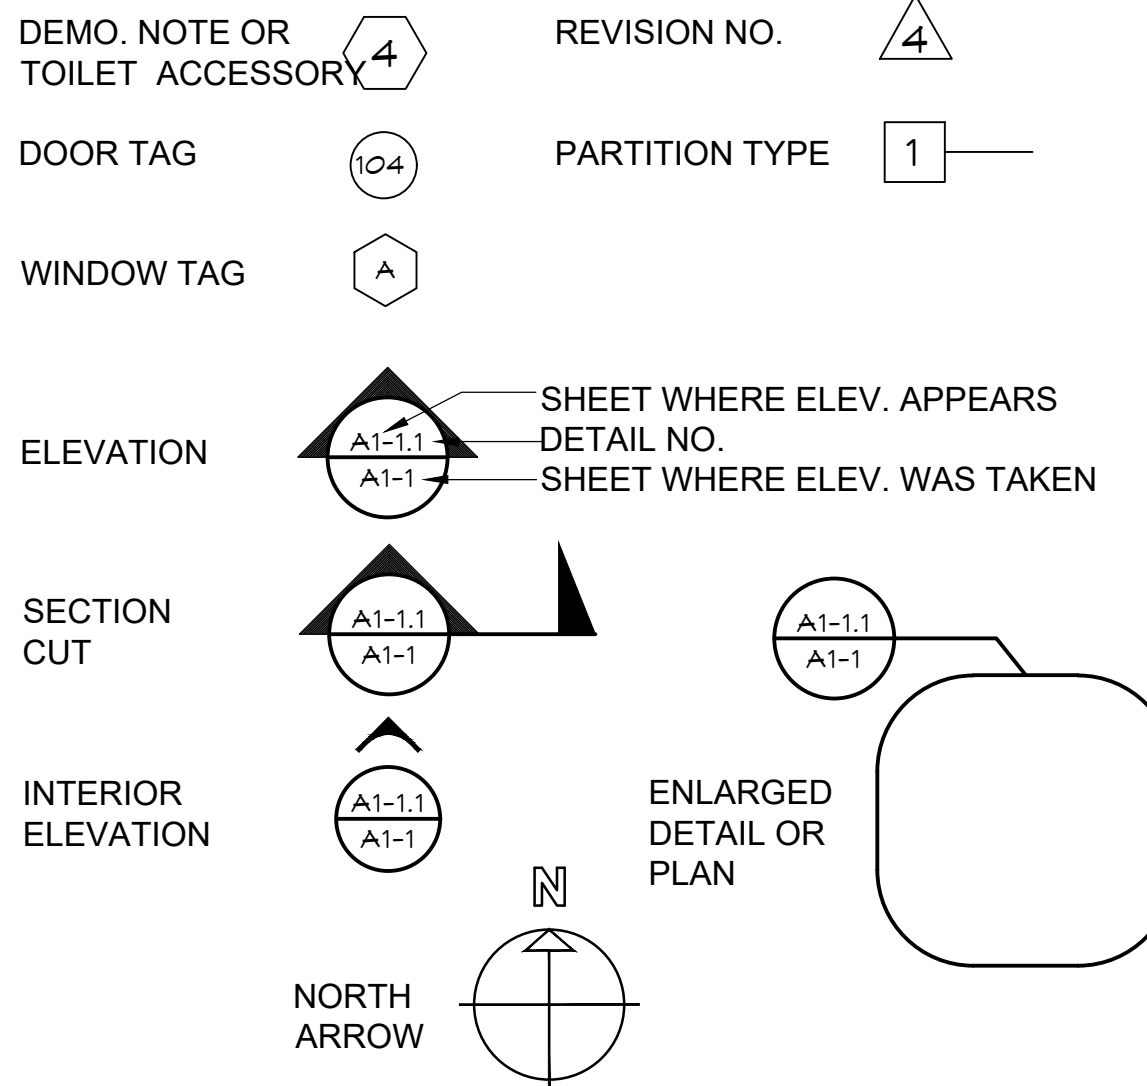 DEMO. NOTE OR
TOILET ACCESSORY
4
REVISION NO.
4
DOOR TAG
104
PARTITION TYPE
1
WINDOW TAG
A
ELEVATION
A1-1.1
A1-1
SHEET WHERE ELEV. APPEARS
DETAIL NO.
SHEET WHERE ELEV. WAS TAKEN
SECTION
CUT
A1-1.1
A1-1
A1-1.1
A1-1
INTERIOR
ELEVATION
A1-1.1
A1-1
ENLARGED
DETAIL OR
PLAN
N
NORTH
ARROW